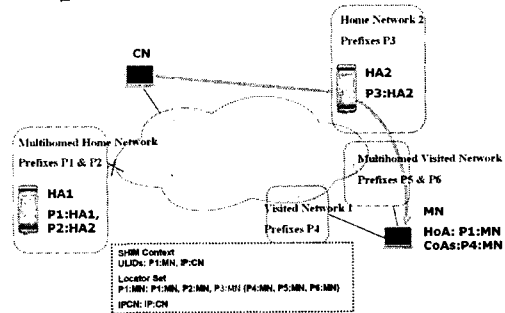 Home Network 2
Prefixes P3
CN
HA2
P3:HA2
Multihomed Home Network
Prefixes P1 & P2
HA1
P1:HA1,
P2:HA2
Multihomed Visited Network
Prefixes P5 & P6
Visited Network 1
Prefixes P4
MN
HoA: P1:MN
CoAs:P4:MN
SHIM Context
ULIDs: P1:MN, IP:CN
Locator Set
P1:MN: P1:MN, P2:MN, P3:MN {P4:MN, P5:MN, P6:MN}
IPCN: IP:CN